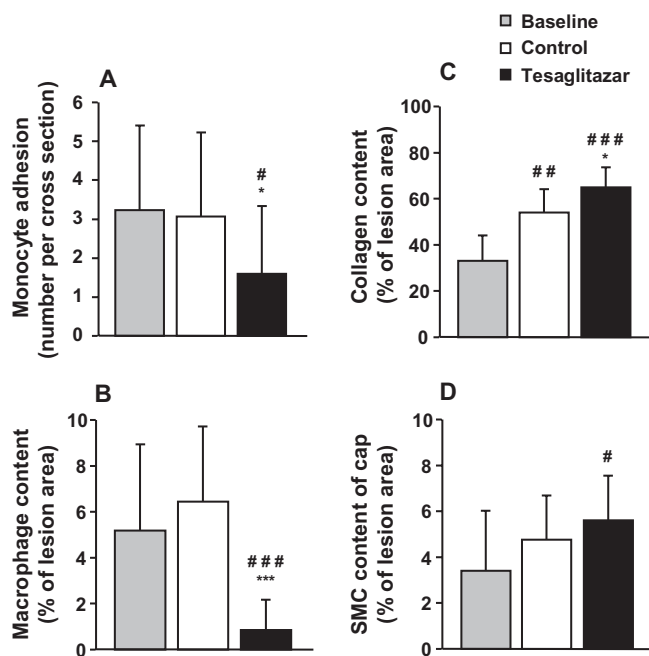 Baseline
Control
Tesaglitazar
A
Monocyte adhesion
(number per cross section)
6
5
4
3
2
1
0
#
*
C
Collagen content
(% of lesion area)
100
80
60
40
20
0
# #
# # #
*
B
Macrophage content
(% of lesion area)
10
8
6
4
2
0
# # #
***
D
SMC content of cap
(% of lesion area)
10
8
6
4
2
0
#